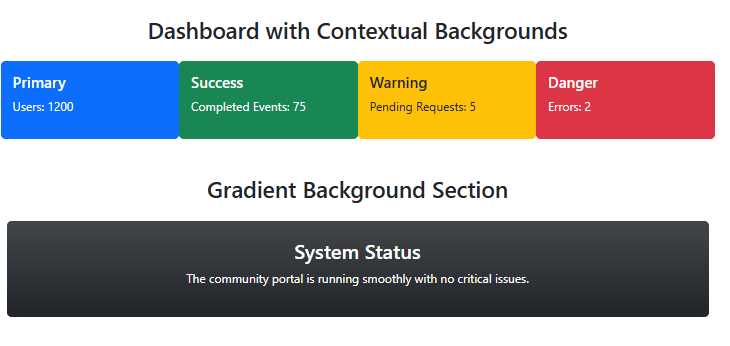 Dashboard with Contextual Backgrounds
Primary
Users: 1200
Success
Completed Events: 75
Warning
Pending Requests: 5
Danger
Errors: 2
Gradient Background Section
System Status
The community portal is running smoothly with no critical issues.